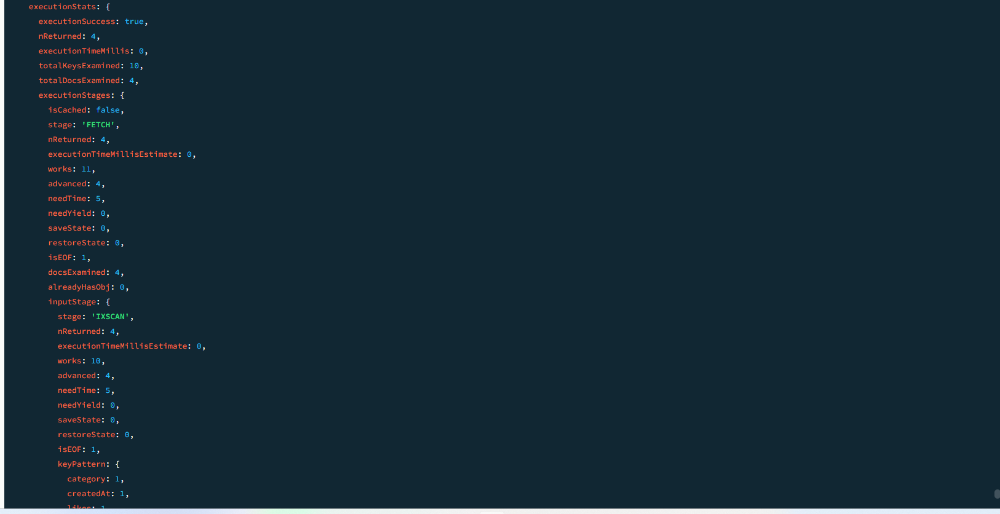 executionStats: {
executionSuccess: true,
nReturned: 4,
executionTimeMillis: 0,
totalKeysExamined: 10,
totalDocsExamined: 4,
executionStages: {
isCached: false,
stage: 'FETCH',
nReturned: 4,
executionTimeMillisEstimate: 0,
works: 11,
advanced: 4,
needTime: 5,
needYield: 0,
saveState: 0,
restoreState: 0,
isEOF: 1,
docsExamined: 4,
alreadyHasObj: 0,
inputStage: {
stage: 'IXSCAN',
nReturned: 4,
executionTimeMillisEstimate: 0,
works: 10,
advanced: 4,
needTime: 5,
needYield: 0,
saveState: 0,
restoreState: 0,
isEOF: 1,
keyPattern: {
category: 1,
createdAt: 1,
likes: 1